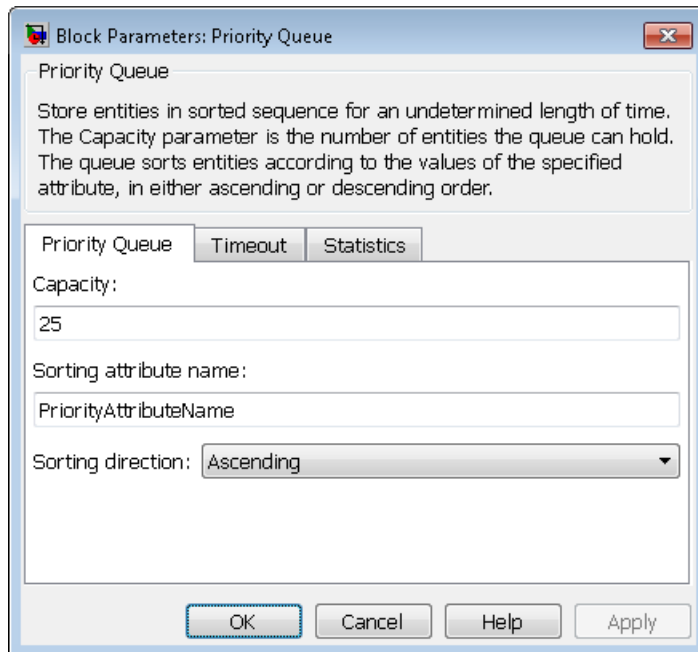 Block Parameters: Priority Queue
Priority Queue
Store entities in sorted sequence for an undetermined length of time.
The Capacity parameter is the number of entities the queue can hold.
The queue sorts entities according to the values of the specified
attribute, in either ascending or descending order.
Priority Queue Timeout Statistics
Capacity:
25
Sorting attribute name:
PriorityAttributeName
Sorting direction: Ascending
OK Cancel Help Apply